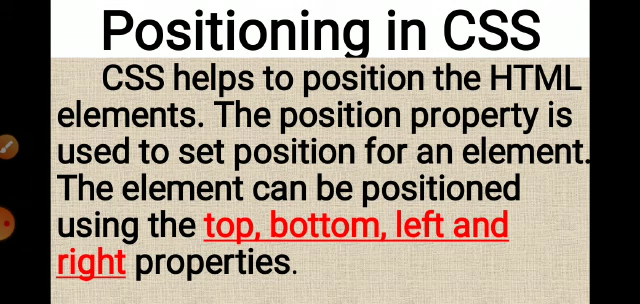 Positioning in CSS
CSS helps to position the HTML
elements. The position property is
used to set position for an element.
The element can be positioned
using the top, bottom, left and
right properties.